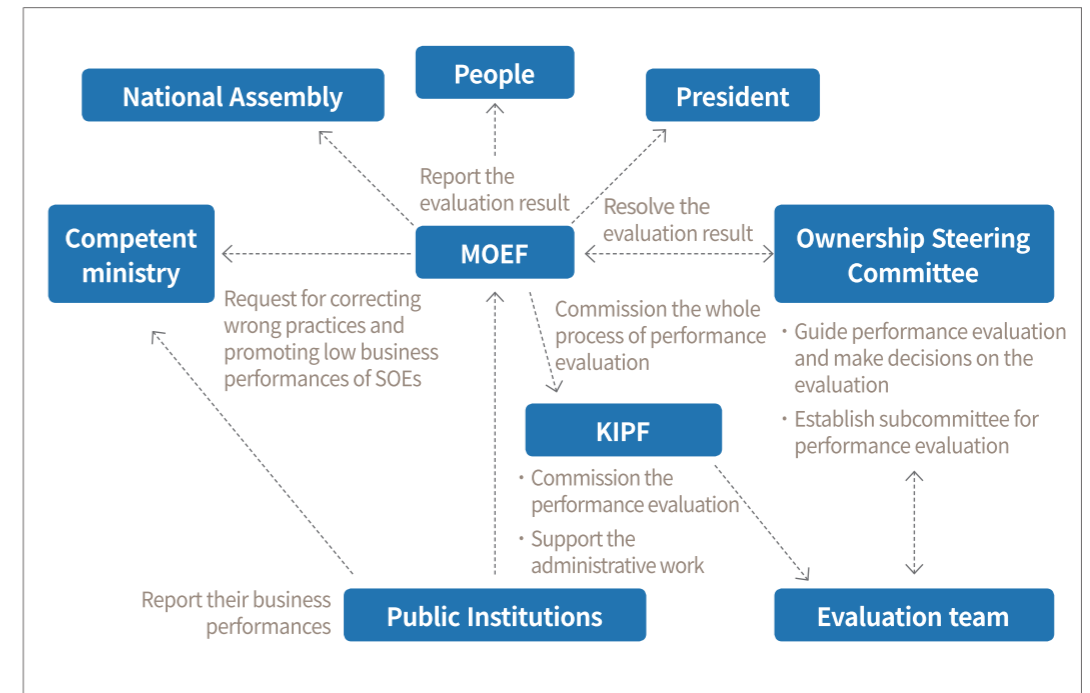 People
National Assembly
President
Report the
evaluation result
Resolve the
evaluation result
Competent
ministry
MOEF
Ownership Steering
Committee
Request for correcting
wrong practices and
promoting low business
performances of SOEs
Commission the whole
process of performance
evaluation
・Guide performance evaluation
and make decisions on the
evaluation
・Establish subcommittee for
performance evaluation
KIPF
・Commission the
performance evaluation
・Support the
administrative work
Report their business
performances
Public Institutions
Evaluation team